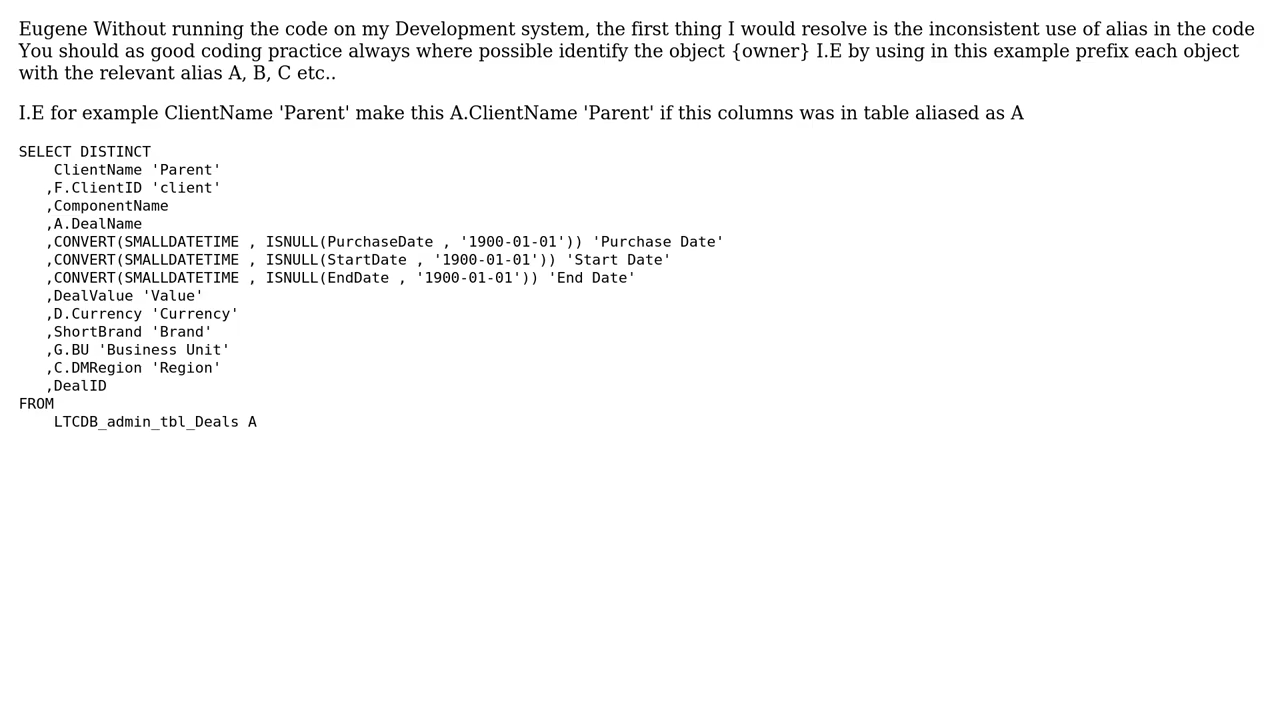 Eugene Without running the code on my Development system, the first thing I would resolve is the inconsistent use of alias in the code
You should as good coding practice always where possible identify the object {owner} I.E by using in this example prefix each object
with the relevant alias A, B, C etc..
I.E for example ClientName 'Parent' make this A.ClientName 'Parent' if this columns was in table aliased as A
SELECT DISTINCT
    ClientName 'Parent'
   ,F.ClientID 'client'
   ,ComponentName
   ,A.DealName
   ,CONVERT(SMALLDATETIME , ISNULL(PurchaseDate , '1900-01-01')) 'Purchase Date'
   ,CONVERT(SMALLDATETIME , ISNULL(StartDate , '1900-01-01')) 'Start Date'
   ,CONVERT(SMALLDATETIME , ISNULL(EndDate , '1900-01-01')) 'End Date'
   ,DealValue 'Value'
   ,D.Currency 'Currency'
   ,ShortBrand 'Brand'
   ,G.BU 'Business Unit'
   ,C.DMRegion 'Region'
   ,DealID
FROM
    LTCDB_admin_tbl_Deals A